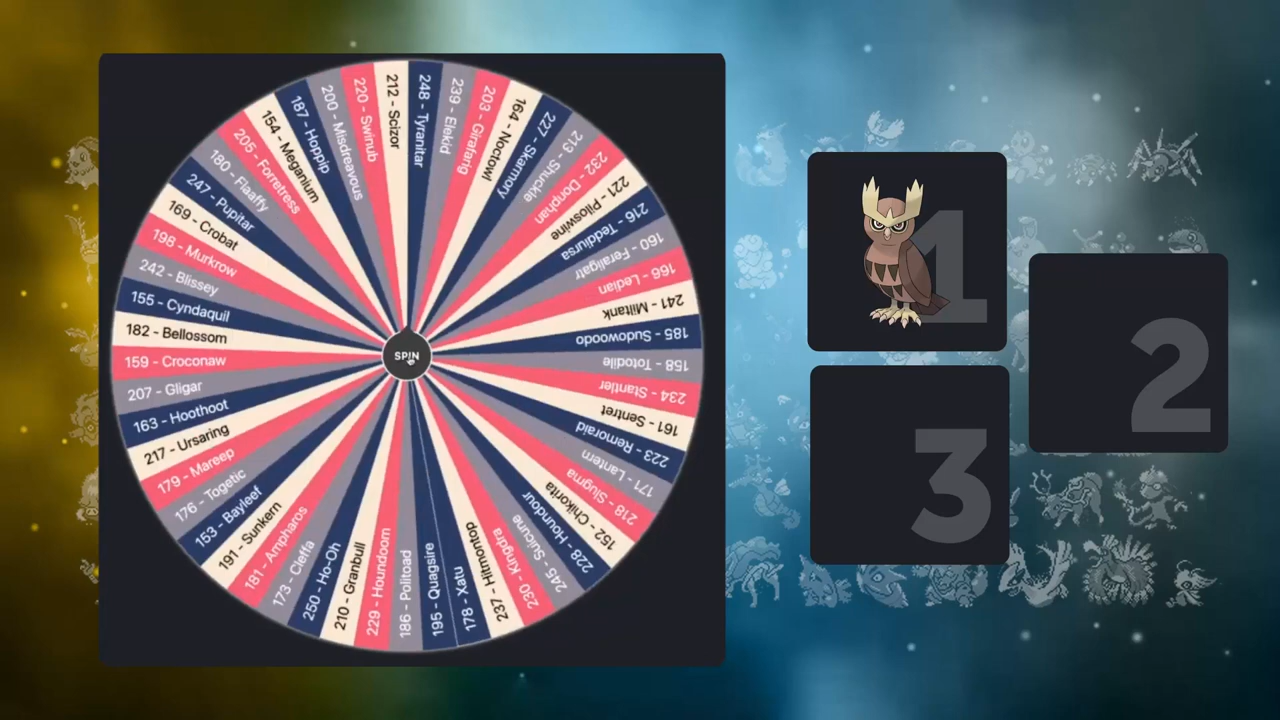 212 - Scizor
248 - Tyranitar
239 - Elekid
203 - Girafarig
164 - Noctowl
227 - Skarmory
213 - Shuckle
232 - Donphan
221 - Piloswine
216 - Teddiursa
160 - Feraligatr
166 - Ledian
241 - Miltank
185 - Sudowoodo
158 - Totodile
234 - Stantler
161 - Sentret
223 - Remoraid
171 - Lantern
218 - Slugma
152 - Chikorita
228 - Houndour
245 - Suicune
230 - Kingdra
237 - Hitmontop
178 - Xatu
195 - Quagsire
186 - Politoad
229 - Houndoom
210 - Granbull
250 - Ho-Oh
173 - Cleffa
181 - Ampharos
191 - Sunkern
153 - Bayleef
176 - Togetic
179 - Mareep
217 - Ursaring
163 - Hoothoot
207 - Gligar
159 - Croconaw
182 - Bellossom
155 - Cyndaquil
242 - Blissey
198 - Murkrow
169 - Crobat
247 - Pupitar
180 - Flaaffy
205 - Forretress
154 - Meganium
187 - Hoppip
200 - Misdreavous
220 - Swinub
SPIN
1
2
3